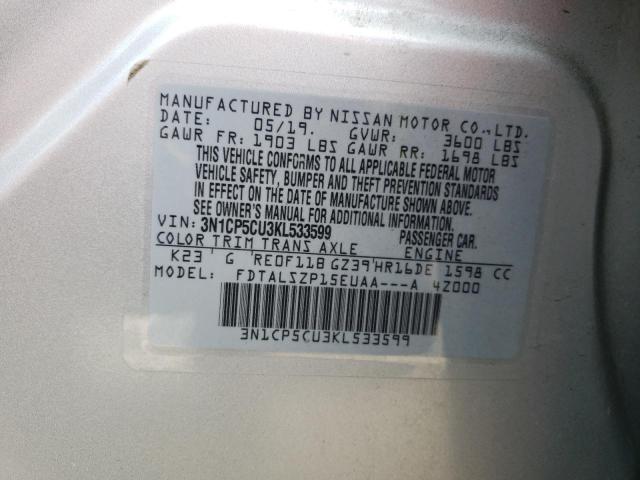 MANUFACTURED BY NISSAN MOTOR CO., LTD.
DATE: 05/19. GVWR: 3600 LBS
GAWR FR: 1903 LBS GAWR RR: 1698 LBS
THIS VEHICLE CONFORMS TO ALL APPLICABLE FEDERAL MOTOR
VEHICLE SAFETY, BUMPER AND THEFT PREVENTION STANDARDS
IN EFFECT ON THE DATE OF MANUFACTURE SHOWN ABOVE.
SEE OWNER'S MANUAL FOR ADDITIONAL INFORMATION.
VIN: 3N1CP5CU3KL533599 PASSENGER CAR.
COLOR TRIM TRANS AXLE ENGINE
K23 G RE0F11B GZ39 HR16DE 1598 CC
MODEL: FDTALSZP15EUAA---A 4Z000
3N1CP5CU3KL533599